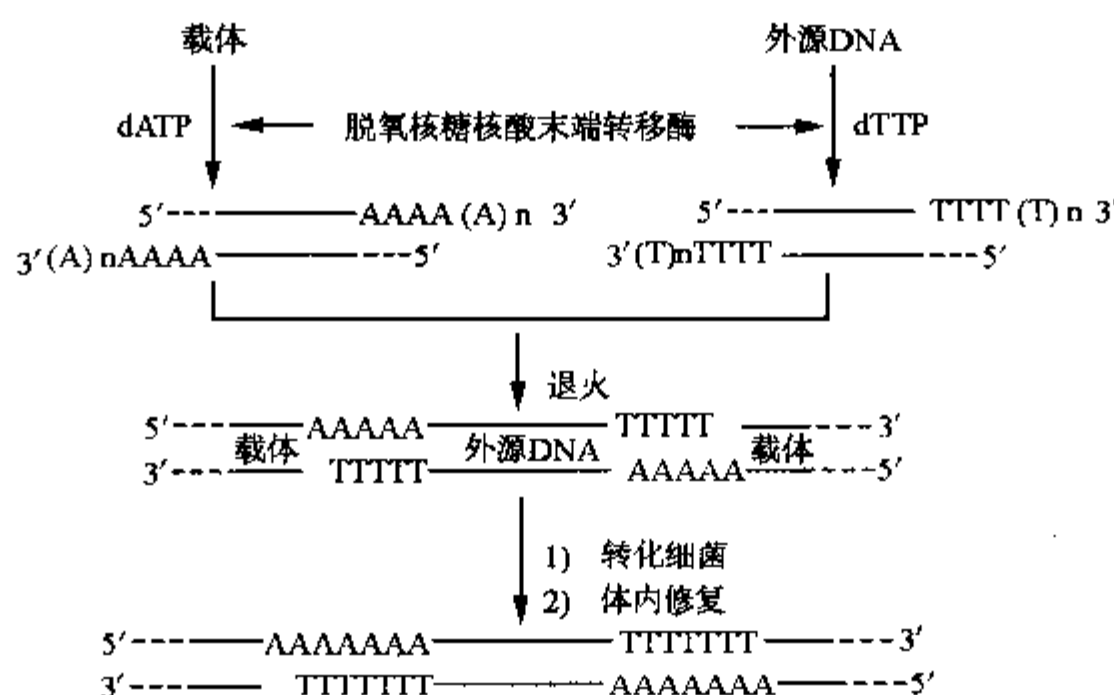 载体 外源DNA
dATP 脱氧核糖核酸末端转移酶 dTTP
5′--- AAAA (A) n 3′ 5′--- TTTT (T) n 3′
3′(A) nAAAA ---5′ 3′(T)nTTTT ---5′
退火
5′--- AAAAA TTTTT ---3′
载体 外源DNA 载体
3′--- TTTTT AAAAA ---5′
1) 转化细菌
2) 体内修复
5′--- AAAAAAA TTTTTTT ---3′
3′--- TTTTTTT AAAAAAA ---5′